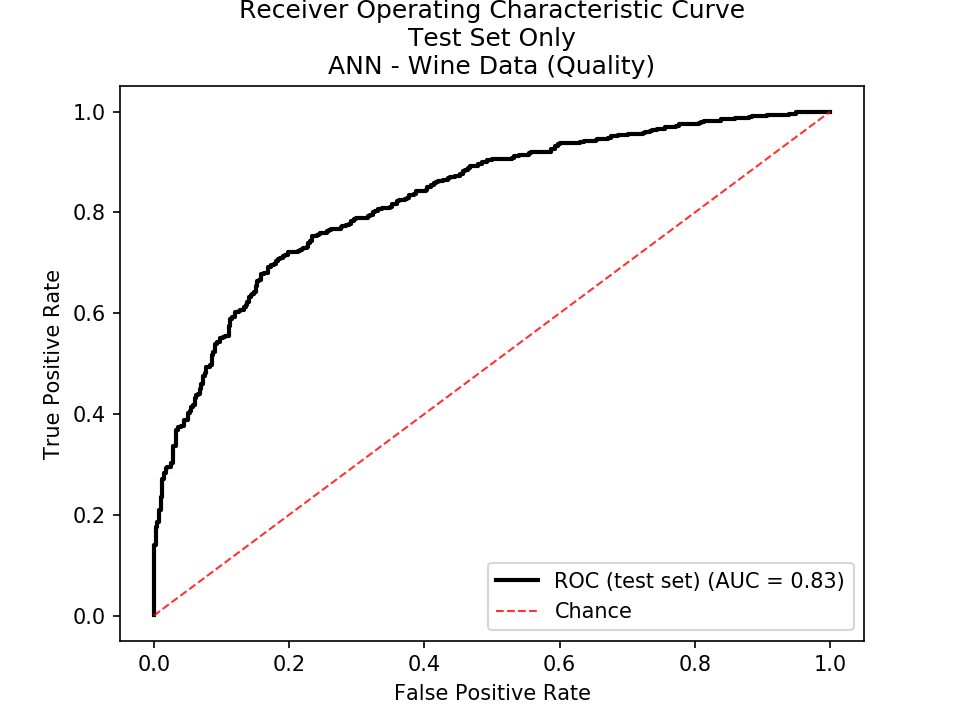 Receiver Operating Characteristic Curve
Test Set Only
ANN - Wine Data (Quality)
1.0
0.8
0.6
0.4
0.2
0.0
True Positive Rate
ROC (test set) (AUC = 0.83)
Chance
0.0 0.2 0.4 0.6 0.8 1.0
False Positive Rate